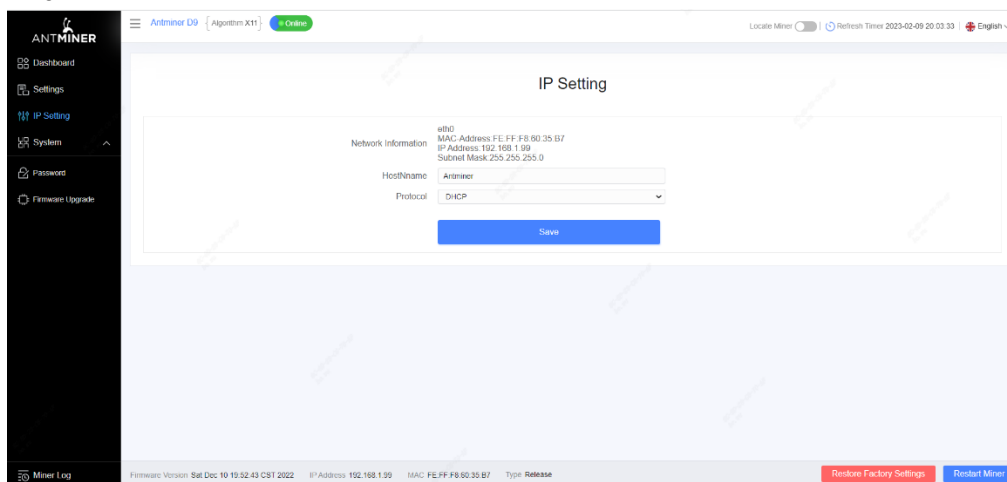 ANTMINER
Antminer D9 { Algorithm X11 } Online
Locate Miner Refresh Timer 2023-02-09 20:03:33 English
Dashboard
Settings
IP Setting
System
Password
Firmware Upgrade
Miner Log
IP Setting
Network Information
eth0
MAC-Address:FE:FF:F8:60:35:B7
IP Address:192.168.1.99
Subnet Mask:255.255.255.0
HostNname Antminer
Protocol DHCP
Save
Firmware Version Sat Dec 10 19:52:43 CST 2022 IP Address 192.168.1.99 MAC FE:FF:F8:60:35:B7 Type Release
Restore Factory Settings Restart Miner